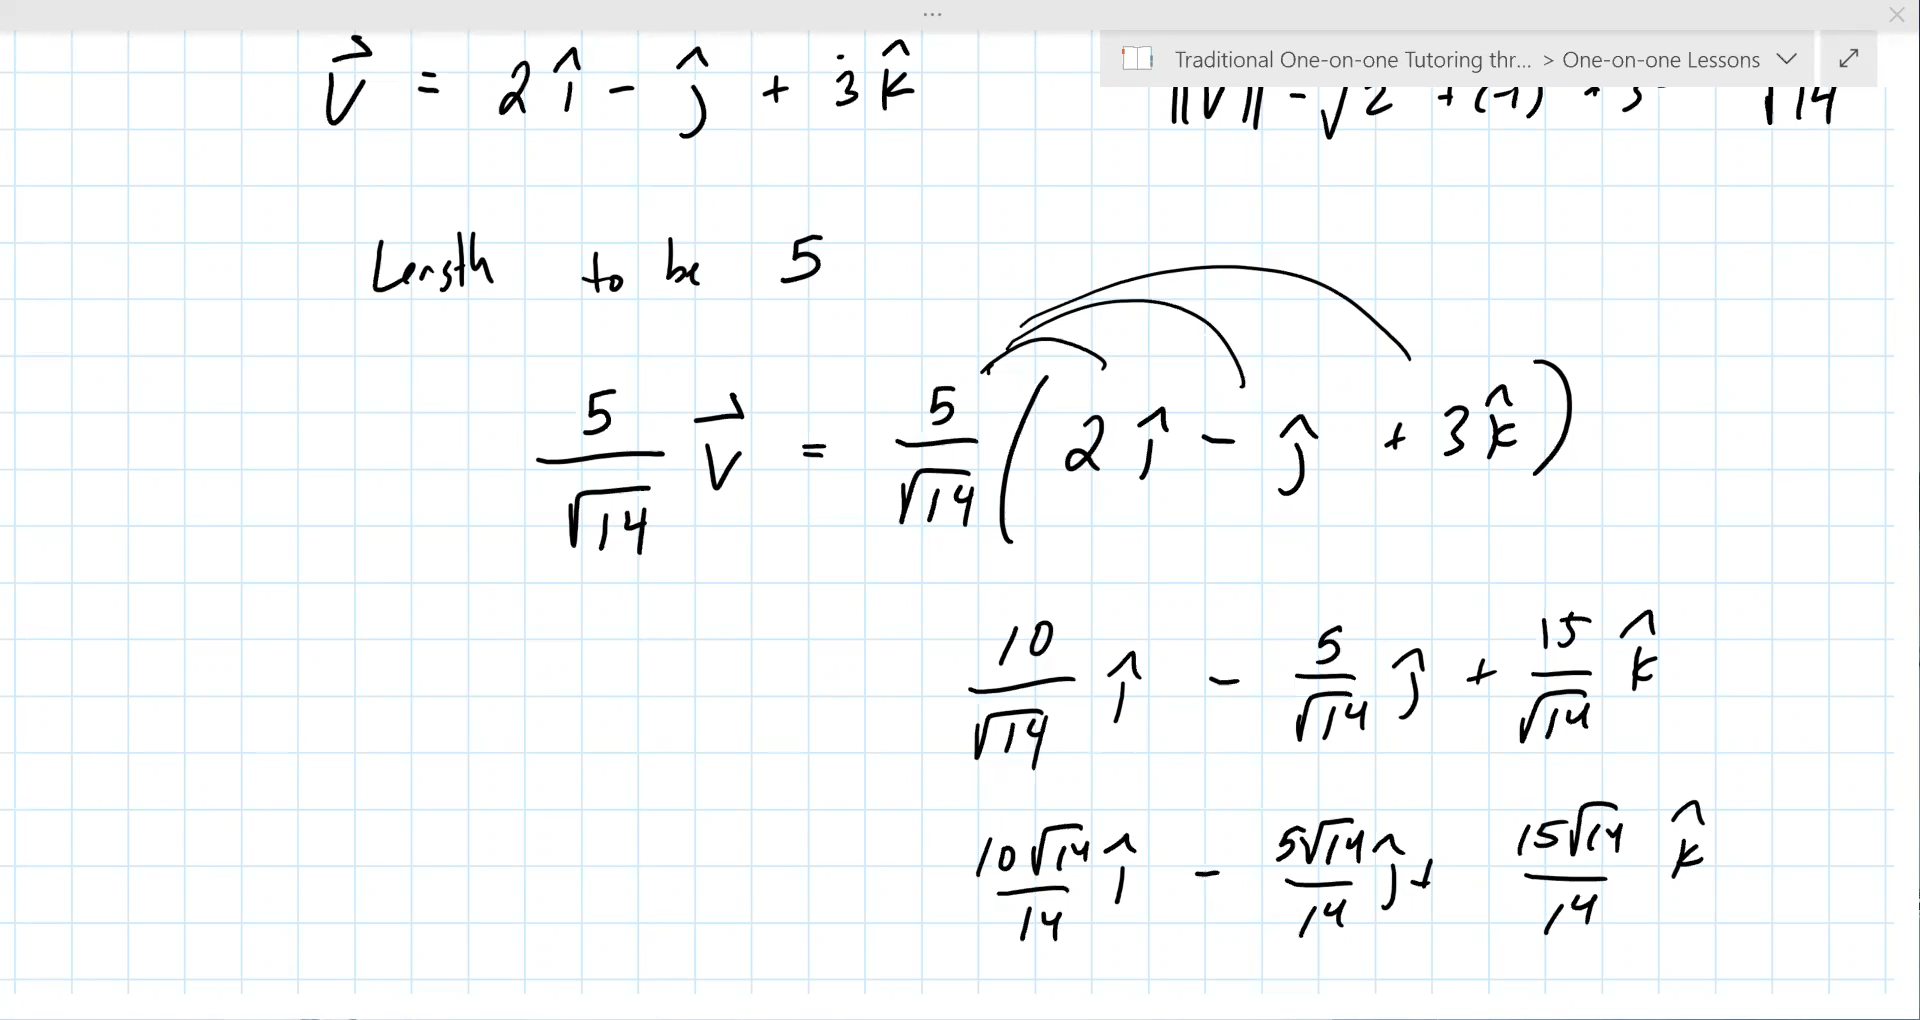 ...
Traditional One-on-one Tutoring thr... > One-on-one Lessons
V⃗ = 2î - ĵ + 3k̂
||V|| = √2 + (-1) + 3 √14
Length to be 5
5/√14 V⃗ = 5/√14 (2î - ĵ + 3k̂)
10/√14 î - 5/√14 ĵ + 15/√14 k̂
10√14/14 î - 5√14/14 ĵ + 15√14/14 k̂